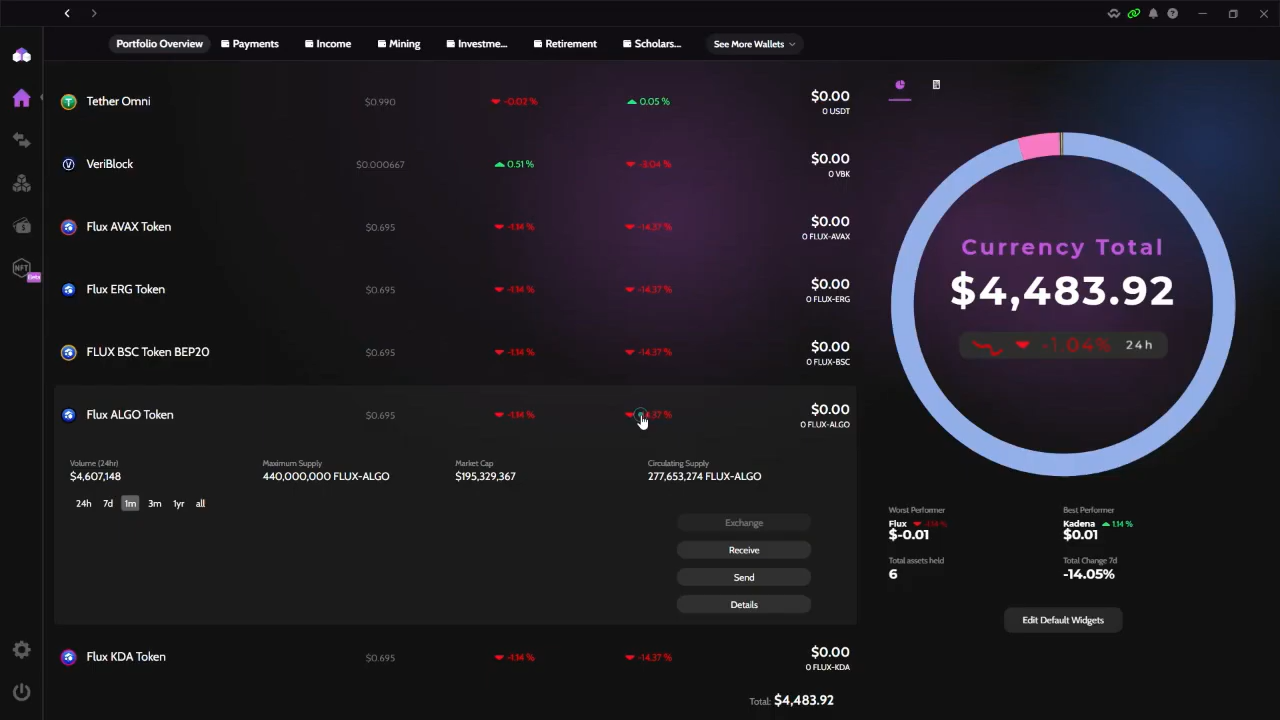 Portfolio Overview Payments Income Mining Investme... Retirement Scholars... See More Wallets
Tether Omni $0.990 -0.02 % 0.05 % $0.00
0 USDT
VeriBlock $0.000667 0.51 % -3.04 % $0.00
0 VBK
Flux AVAX Token $0.695 -1.14 % -14.37 % $0.00
0 FLUX-AVAX
Flux ERG Token $0.695 -1.14 % -14.37 % $0.00
0 FLUX-ERG
FLUX BSC Token BEP20 $0.695 -1.14 % -14.37 % $0.00
0 FLUX-BSC
Flux ALGO Token $0.695 -1.14 % $0.00
0 FLUX-ALGO
Volume (24hr) Maximum Supply Market Cap Circulating Supply
$4,607,148 440,000,000 FLUX-ALGO $195,329,367 277,653,274 FLUX-ALGO
24h 7d 1m 3m 1yr all
Exchange
Receive
Send
Details
Flux KDA Token $0.695 -1.14 % -14.37 % $0.00
0 FLUX-KDA
Total: $4,483.92
NFT
Beta
Currency Total
$4,483.92
-1.04% 24h
Worst Performer Best Performer
Flux -1.14 % Kadena 1.14 %
$-0.01 $0.01
Total assets held Total Change 7d
6 -14.05%
Edit Default Widgets